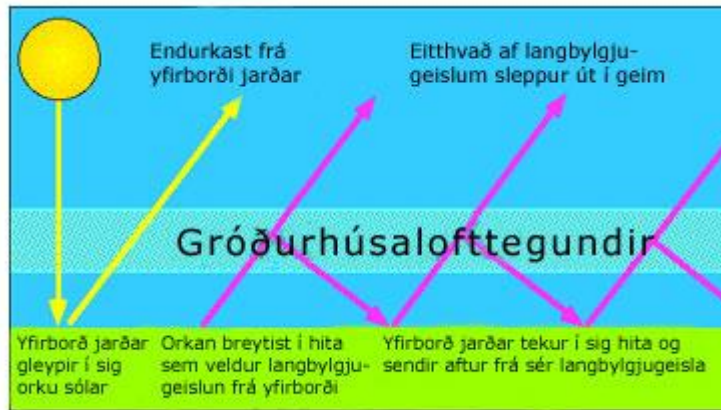 Endurkast frá
yfirborði jarðar
Eitthvað af langbylgju-
geislum sleppur út í geim
Gróðurhúsalofttegundir
Yfirborð jarðar
gleypir í sig
orku sólar
Orkan breytist í hita
sem veldur langbylgju-
geislun frá yfirborði
Yfirborð jarðar tekur í sig hita og
sendir aftur frá sér langbylgjugeisla